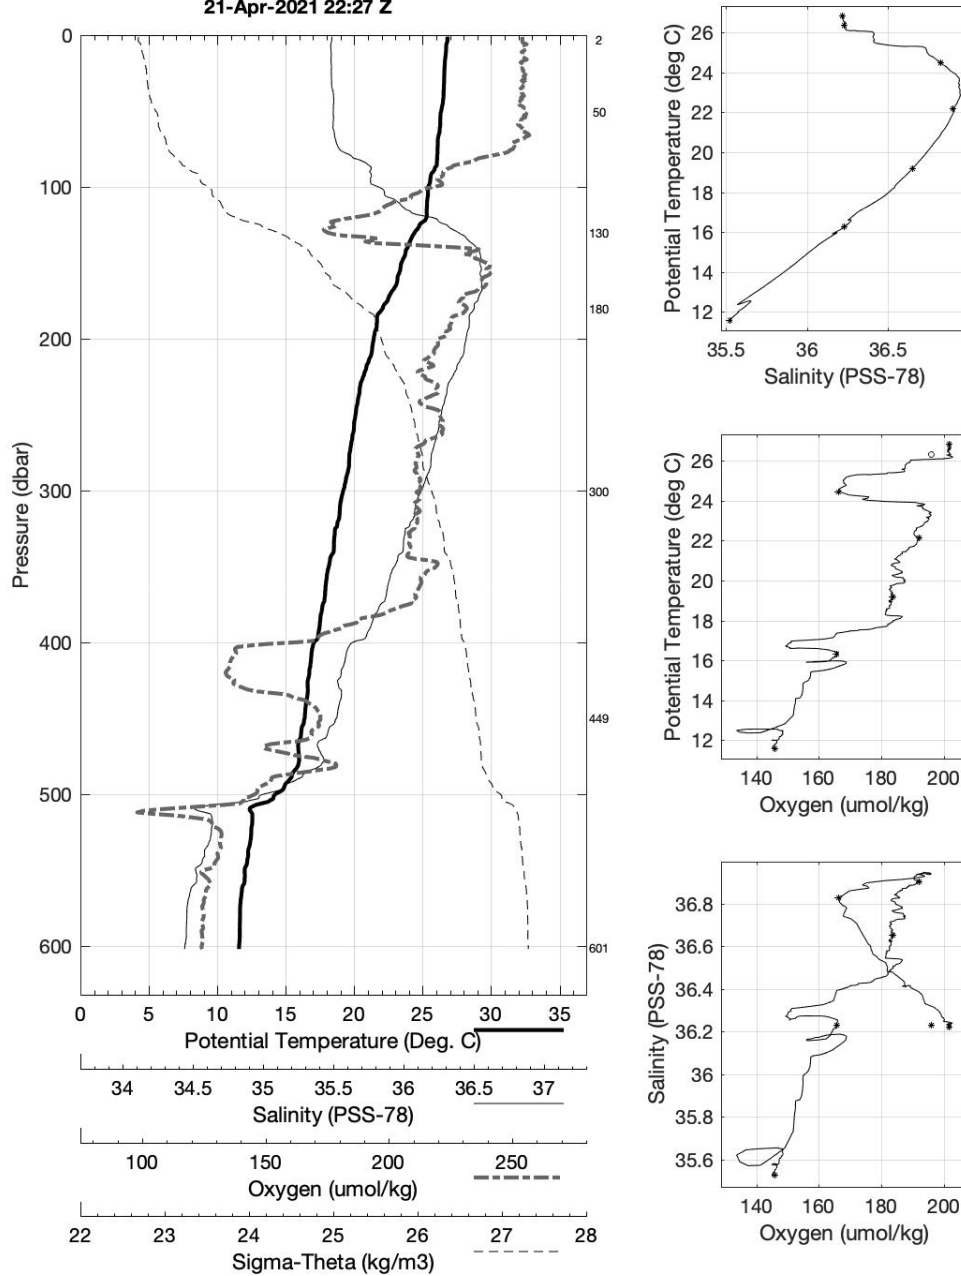 21-Apr-2021 22:27 Z
0
100
200
300
400
500
600
Pressure (dbar)
2
50
130
180
300
449
601
0 5 10 15 20 25 30 35
Potential Temperature (Deg. C)
34 34.5 35 35.5 36 36.5 37
Salinity (PSS-78)
100 150 200 250
Oxygen (umol/kg)
22 23 24 25 26 27 28
Sigma-Theta (kg/m3)
Potential Temperature (deg C)
26
24
22
20
18
16
14
12
35.5 36 36.5
Salinity (PSS-78)
Potential Temperature (deg C)
26
24
22
20
18
16
14
12
140 160 180 200
Oxygen (umol/kg)
Salinity (PSS-78)
36.8
36.6
36.4
36.2
36
35.8
35.6
140 160 180 200
Oxygen (umol/kg)